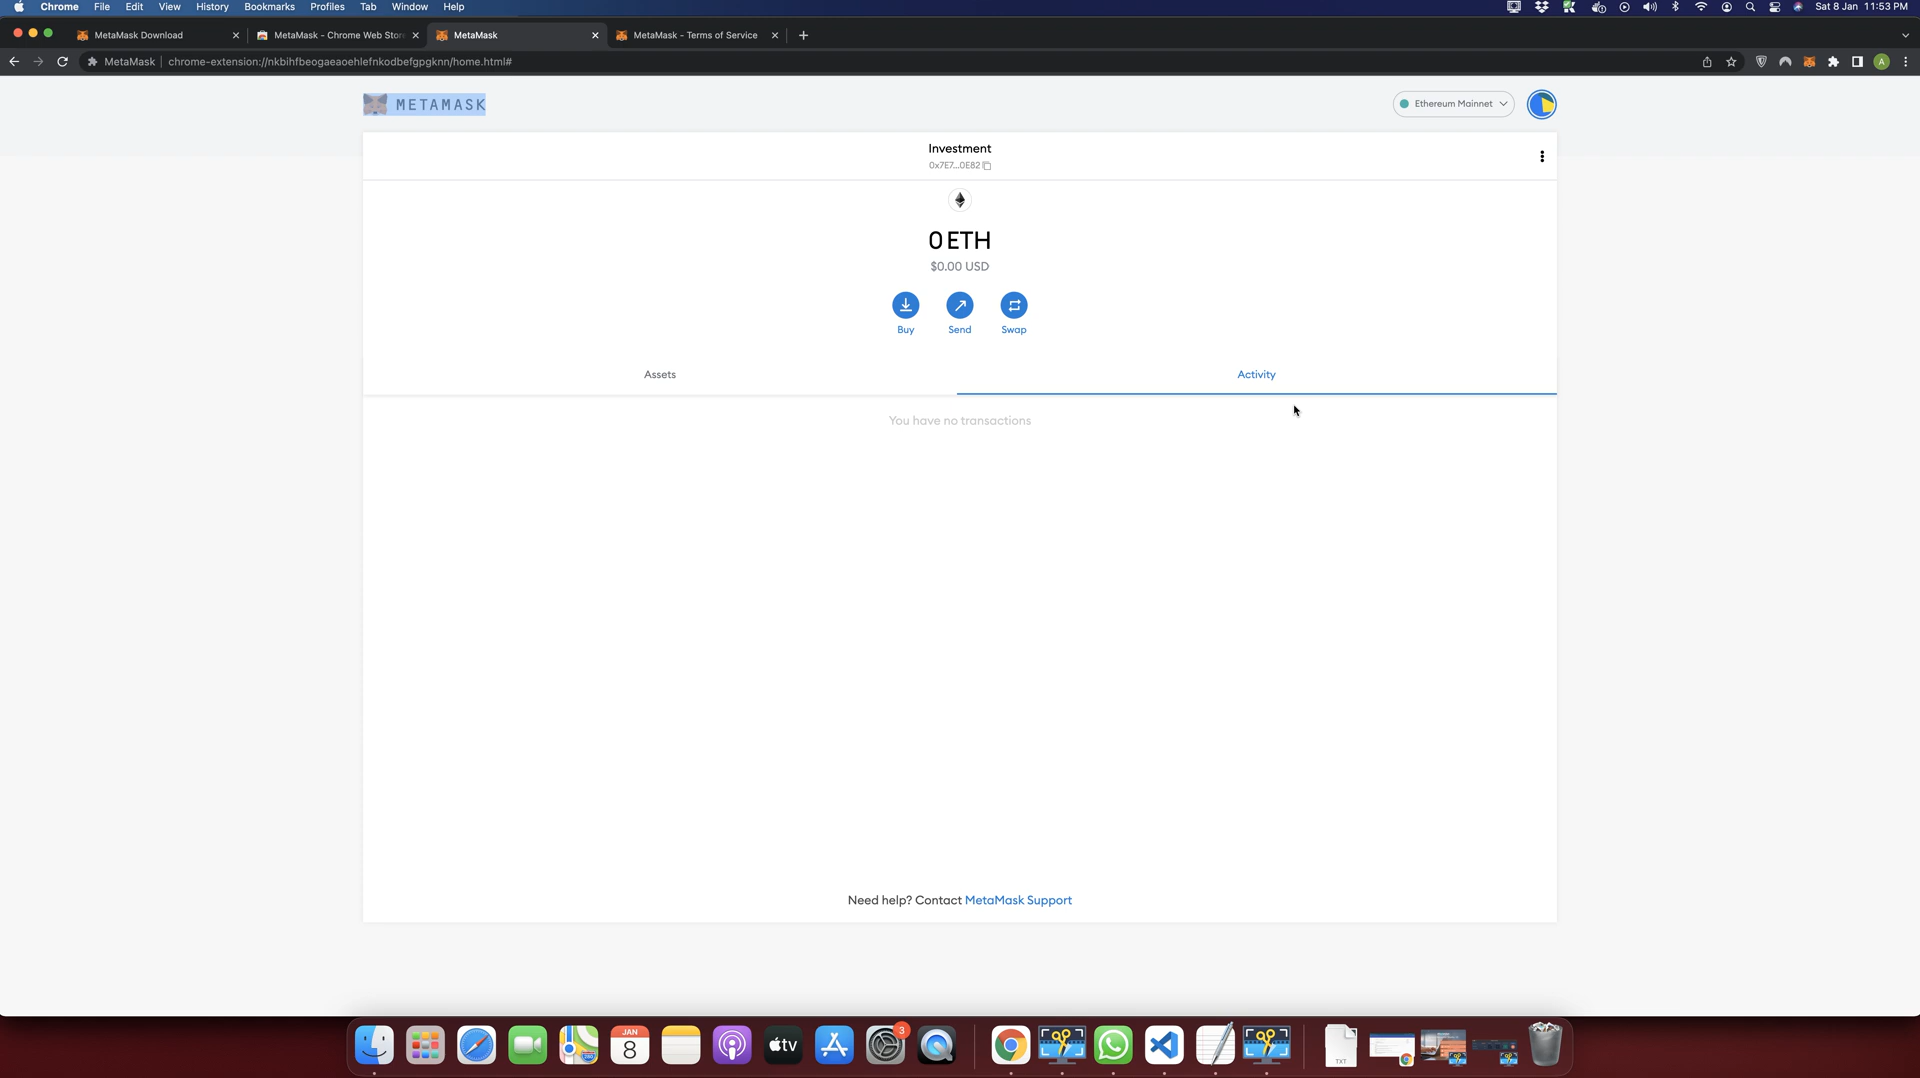 Chrome File Edit View History Bookmarks Profiles Tab Window Help Sat 8 Jan 11:53 PM
MetaMask Download MetaMask - Chrome Web Stor MetaMask MetaMask - Terms of Service
MetaMask chrome-extension://nkbihfbeogaeaoehlefnkodbefgpgknn/home.html# A
METAMASK Ethereum Mainnet
Investment
0x7E7...0E82
0 ETH
$0.00 USD
Buy Send Swap
Assets Activity
You have no transactions
Need help? Contact MetaMask Support
JAN
8
tv
3
TXT